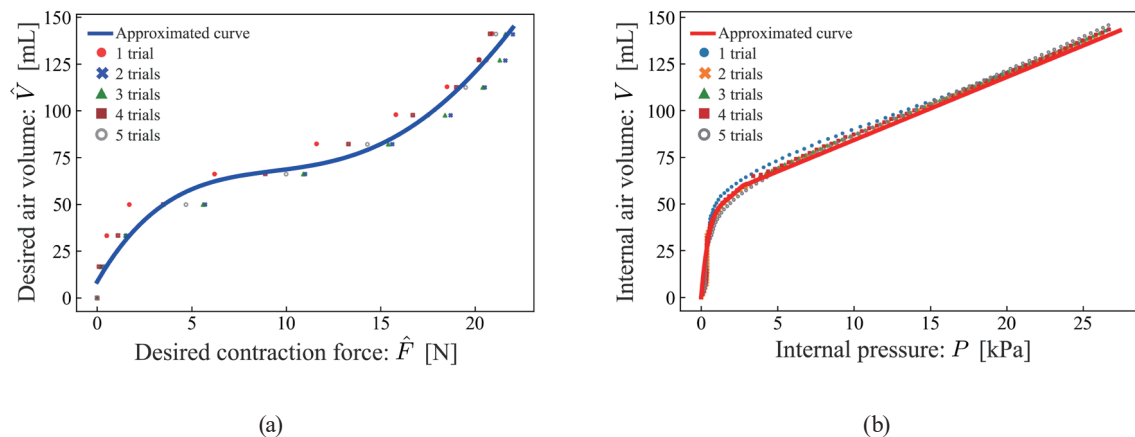 150
125
100
75
50
25
0
Desired air volume: V̂ [mL]
Approximated curve
1 trial
2 trials
3 trials
4 trials
5 trials
0 5 10 15 20
Desired contraction force: F̂ [N]
(a)
150
125
100
75
50
25
0
Internal air volume: V [mL]
Approximated curve
1 trial
2 trials
3 trials
4 trials
5 trials
0 5 10 15 20 25
Internal pressure: P [kPa]
(b)